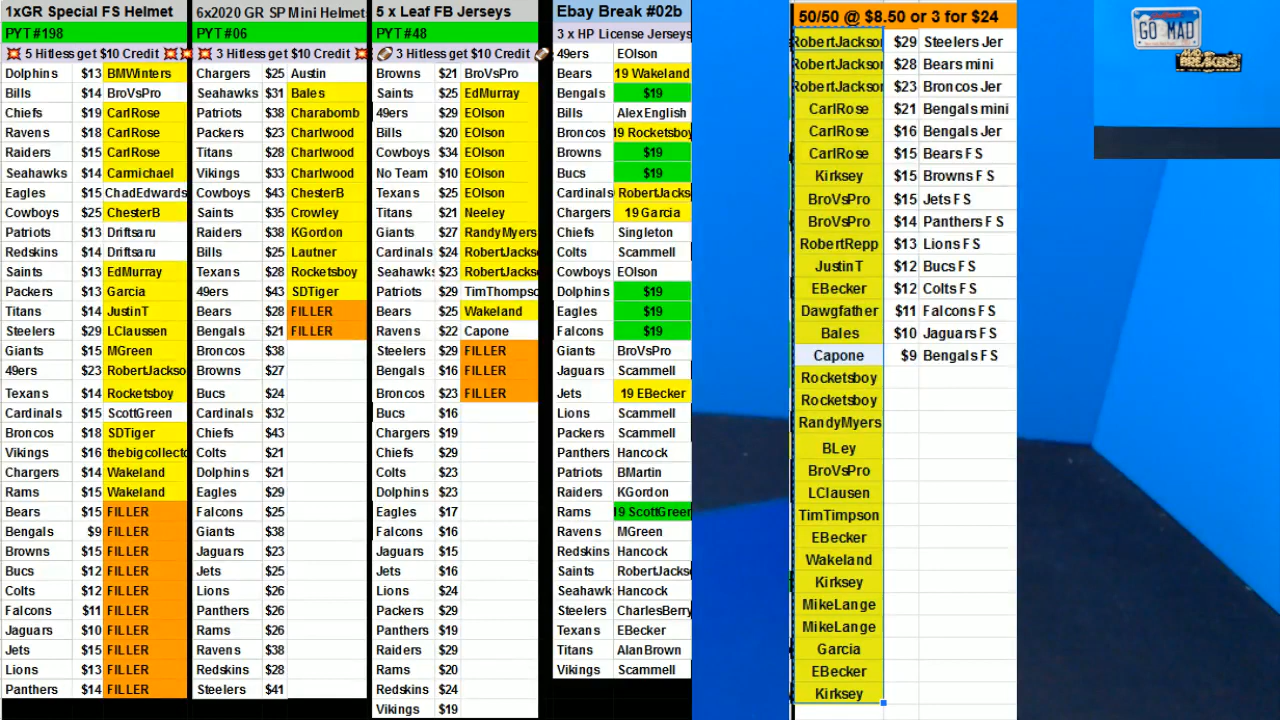 1xGR Special FS Helmet
PYT #198
💥 5 Hitless get $10 Credit 💥
Dolphins $13 BMWinters
Bills $14 BroVsPro
Chiefs $19 CarlRose
Ravens $18 CarlRose
Raiders $15 CarlRose
Seahawks $14 Carmichael
Eagles $15 ChadEdwards
Cowboys $25 ChesterB
Patriots $13 Driftsaru
Redskins $14 Driftsaru
Saints $13 EdMurray
Packers $13 Garcia
Titans $14 JustinT
Steelers $29 LClaussen
Giants $15 MGreen
49ers $23 RobertJackso
Texans $14 Rocketsboy
Cardinals $15 ScottGreen
Broncos $18 SDTiger
Vikings $16 thebigcollecto
Chargers $14 Wakeland
Rams $15 Wakeland
Bears $15 FILLER
Bengals $9 FILLER
Browns $15 FILLER
Bucs $12 FILLER
Colts $12 FILLER
Falcons $11 FILLER
Jaguars $10 FILLER
Jets $15 FILLER
Lions $13 FILLER
Panthers $14 FILLER
6x2020 GR SP Mini Helmet
PYT #06
💥 3 Hitless get $10 Credit 💥
Chargers $25 Austin
Seahawks $31 Bales
Patriots $38 Charabomb
Packers $23 Charlwood
Titans $28 Charlwood
Vikings $33 Charlwood
Cowboys $43 ChesterB
Saints $35 Crowley
Raiders $38 KGordon
Bills $25 Lautner
Texans $28 Rocketsboy
49ers $43 SDTiger
Bears $28 FILLER
Bengals $21 FILLER
Broncos $38
Browns $27
Bucs $24
Cardinals $32
Chiefs $43
Colts $21
Dolphins $21
Eagles $29
Falcons $25
Giants $38
Jaguars $23
Jets $25
Lions $26
Panthers $26
Rams $26
Ravens $38
Redskins $28
Steelers $41
5 x Leaf FB Jerseys
PYT #48
🏈 3 Hitless get $10 Credit 🏈
Browns $21 BroVsPro
Saints $25 EdMurray
49ers $29 EOlson
Bills $20 EOlson
Cowboys $34 EOlson
No Team $10 EOlson
Texans $25 EOlson
Titans $21 Neeley
Giants $27 RandyMyers
Cardinals $24 RobertJacks
Seahawks $23 RobertJacks
Patriots $29 TimThompso
Bears $25 Wakeland
Ravens $22 Capone
Steelers $29 FILLER
Bengals $16 FILLER
Broncos $23 FILLER
Bucs $16
Chargers $19
Chiefs $29
Colts $23
Dolphins $23
Eagles $17
Falcons $16
Jaguars $15
Jets $16
Lions $24
Packers $29
Panthers $19
Raiders $29
Rams $20
Redskins $24
Vikings $19
Ebay Break #02b
3 x HP License Jerseys
49ers EOlson
Bears 19 Wakeland
Bengals $19
Bills AlexEnglish
Broncos 19 Rocketsboy
Browns $19
Bucs $19
Cardinals RobertJacks
Chargers 19 Garcia
Chiefs Singleton
Colts Scammell
Cowboys EOlson
Dolphins $19
Eagles $19
Falcons $19
Giants BroVsPro
Jaguars Scammell
Jets 19 EBecker
Lions Scammell
Packers Scammell
Panthers Hancock
Patriots BMartin
Raiders KGordon
Rams 19 ScottGreen
Ravens MGreen
Redskins Hancock
Saints RobertJacks
Seahawk Hancock
Steelers CharlesBerry
Texans EBecker
Titans AlanBrown
Vikings Scammell
50/50 @ $8.50 or 3 for $24
RobertJackson $29 Steelers Jer
RobertJackson $28 Bears mini
RobertJackson $23 Broncos Jer
CarlRose $21 Bengals mini
CarlRose $16 Bengals Jer
CarlRose $15 Bears FS
Kirksey $15 Browns FS
BroVsPro $15 Jets FS
BroVsPro $14 Panthers FS
RobertRepp $13 Lions FS
JustinT $12 Bucs FS
EBecker $12 Colts FS
Dawgfather $11 Falcons FS
Bales $10 Jaguars FS
Capone $9 Bengals FS
Rocketsboy
Rocketsboy
RandyMyers
BLey
BroVsPro
LClausen
TimTimpson
EBecker
Wakeland
Kirksey
MikeLange
MikeLange
Garcia
EBecker
Kirksey
GO MAD
MAD
BREAKERS